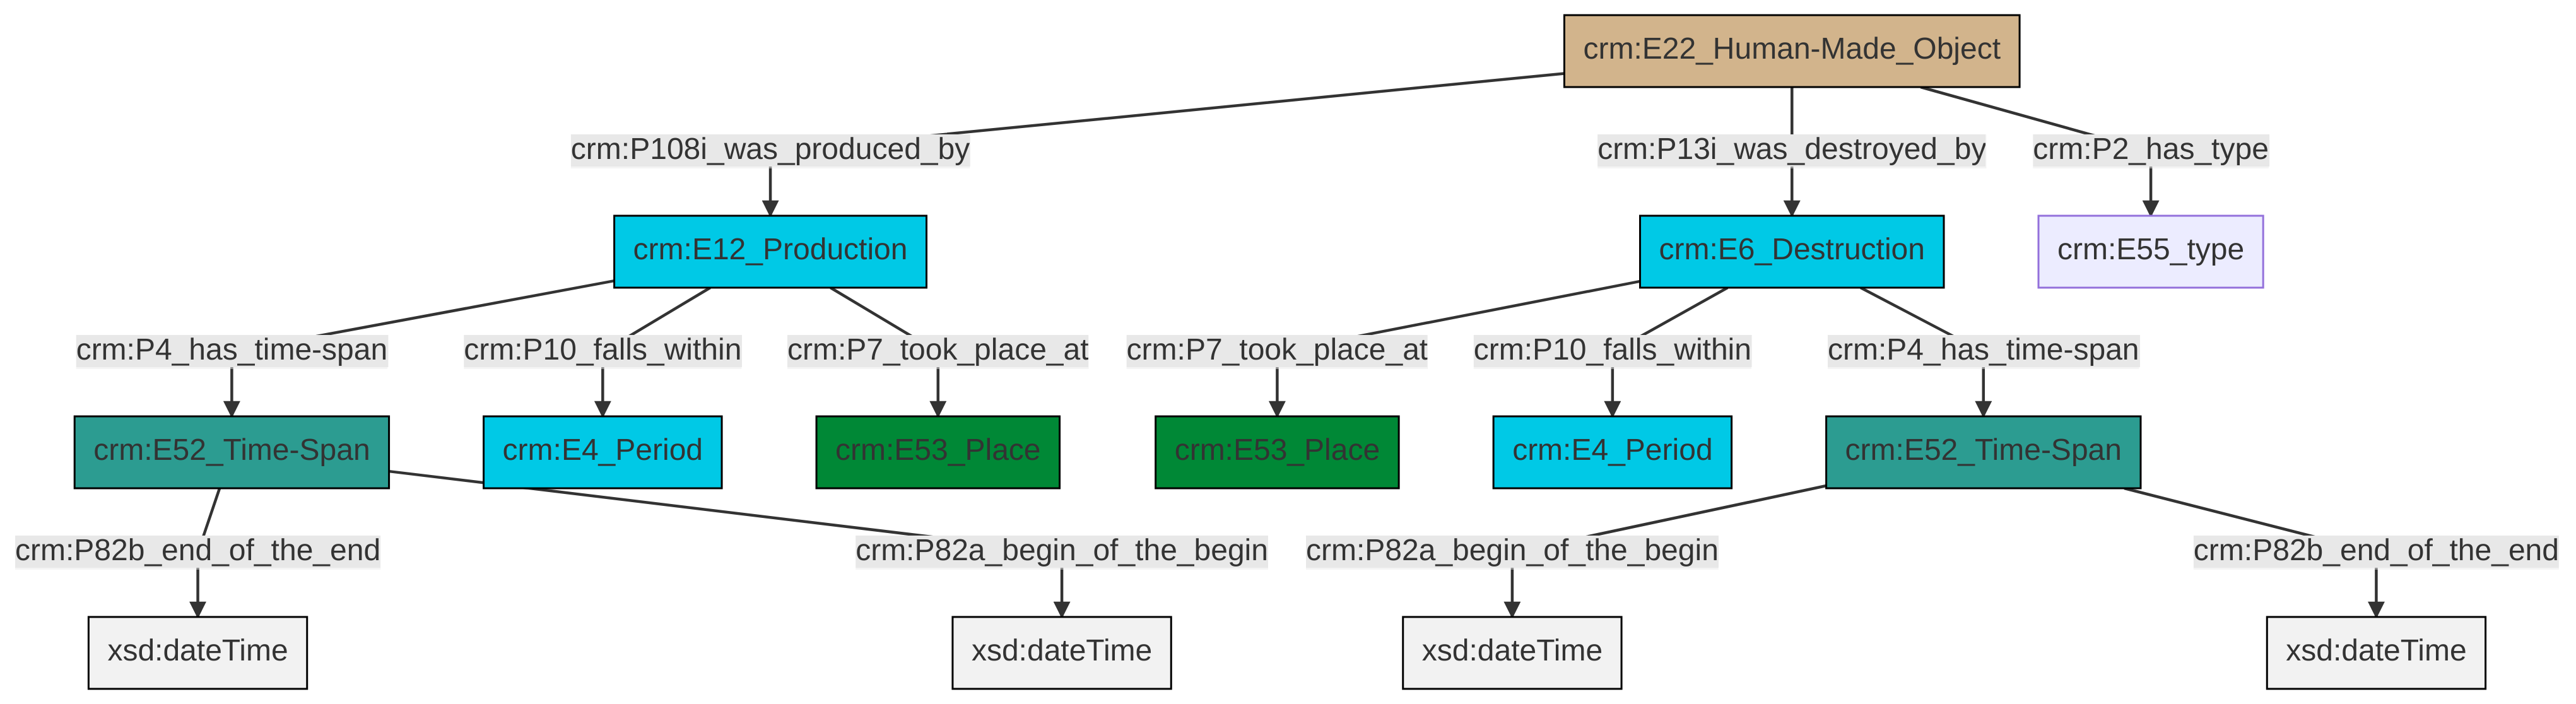 crm:E22_Human-Made_Object
crm:P108i_was_produced_by
crm:P13i_was_destroyed_by
crm:P2_has_type
crm:E12_Production
crm:E6_Destruction
crm:E55_type
crm:P4_has_time-span
crm:P10_falls_within
crm:P7_took_place_at
crm:P7_took_place_at
crm:P10_falls_within
crm:P4_has_time-span
crm:E52_Time-Span
crm:E4_Period
crm:E53_Place
crm:E53_Place
crm:E4_Period
crm:E52_Time-Span
crm:P82b_end_of_the_end
crm:P82a_begin_of_the_begin
crm:P82a_begin_of_the_begin
crm:P82b_end_of_the_end
xsd:dateTime
xsd:dateTime
xsd:dateTime
xsd:dateTime